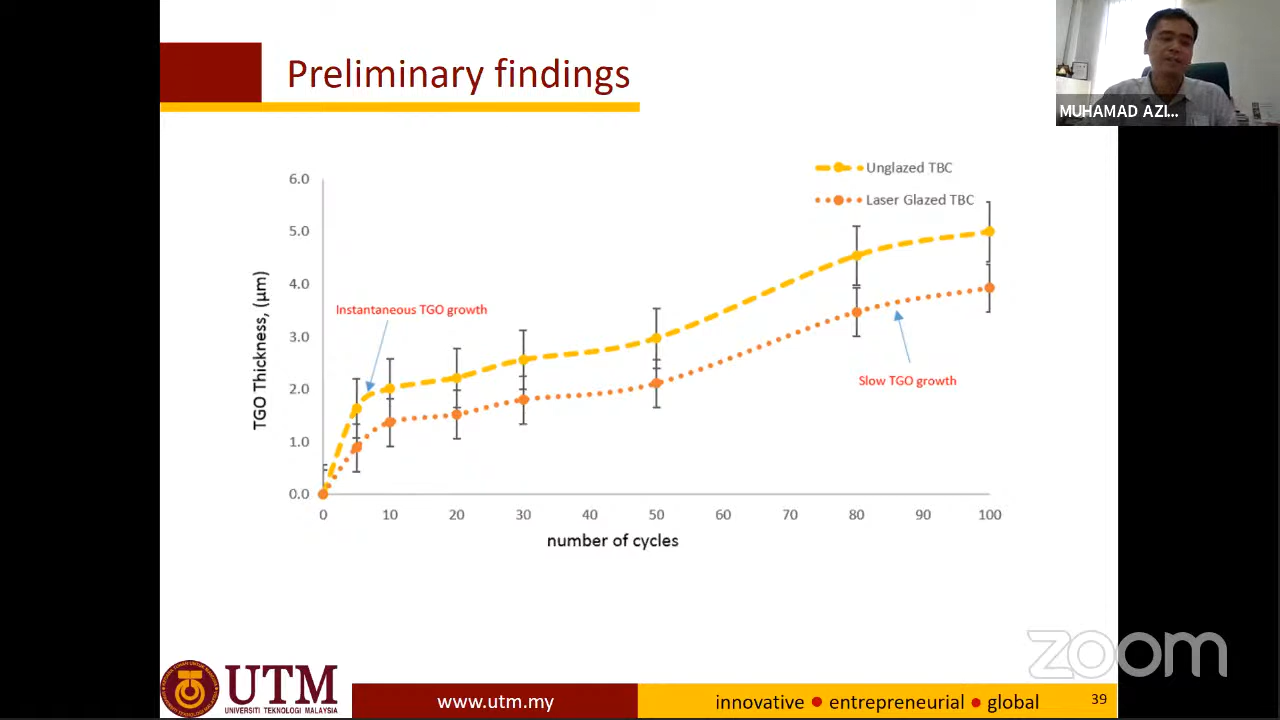 Preliminary findings
MUHAMAD AZI...
Unglazed TBC
Laser Glazed TBC
6.0
5.0
4.0
3.0
2.0
1.0
0.0
TGO Thickness, (μm)
Instantaneous TGO growth
Slow TGO growth
0 10 20 30 40 50 60 70 80 90 100
number of cycles
zoom
UTM
UNIVERSITI TEKNOLOGI MALAYSIA
www.utm.my
innovative ● entrepreneurial ● global
39